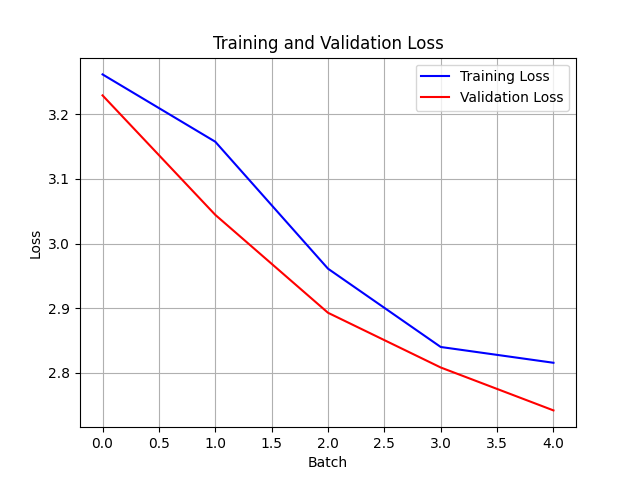 Training and Validation Loss
Training Loss
Validation Loss
3.2
3.1
3.0
2.9
2.8
Loss
0.0 0.5 1.0 1.5 2.0 2.5 3.0 3.5 4.0
Batch